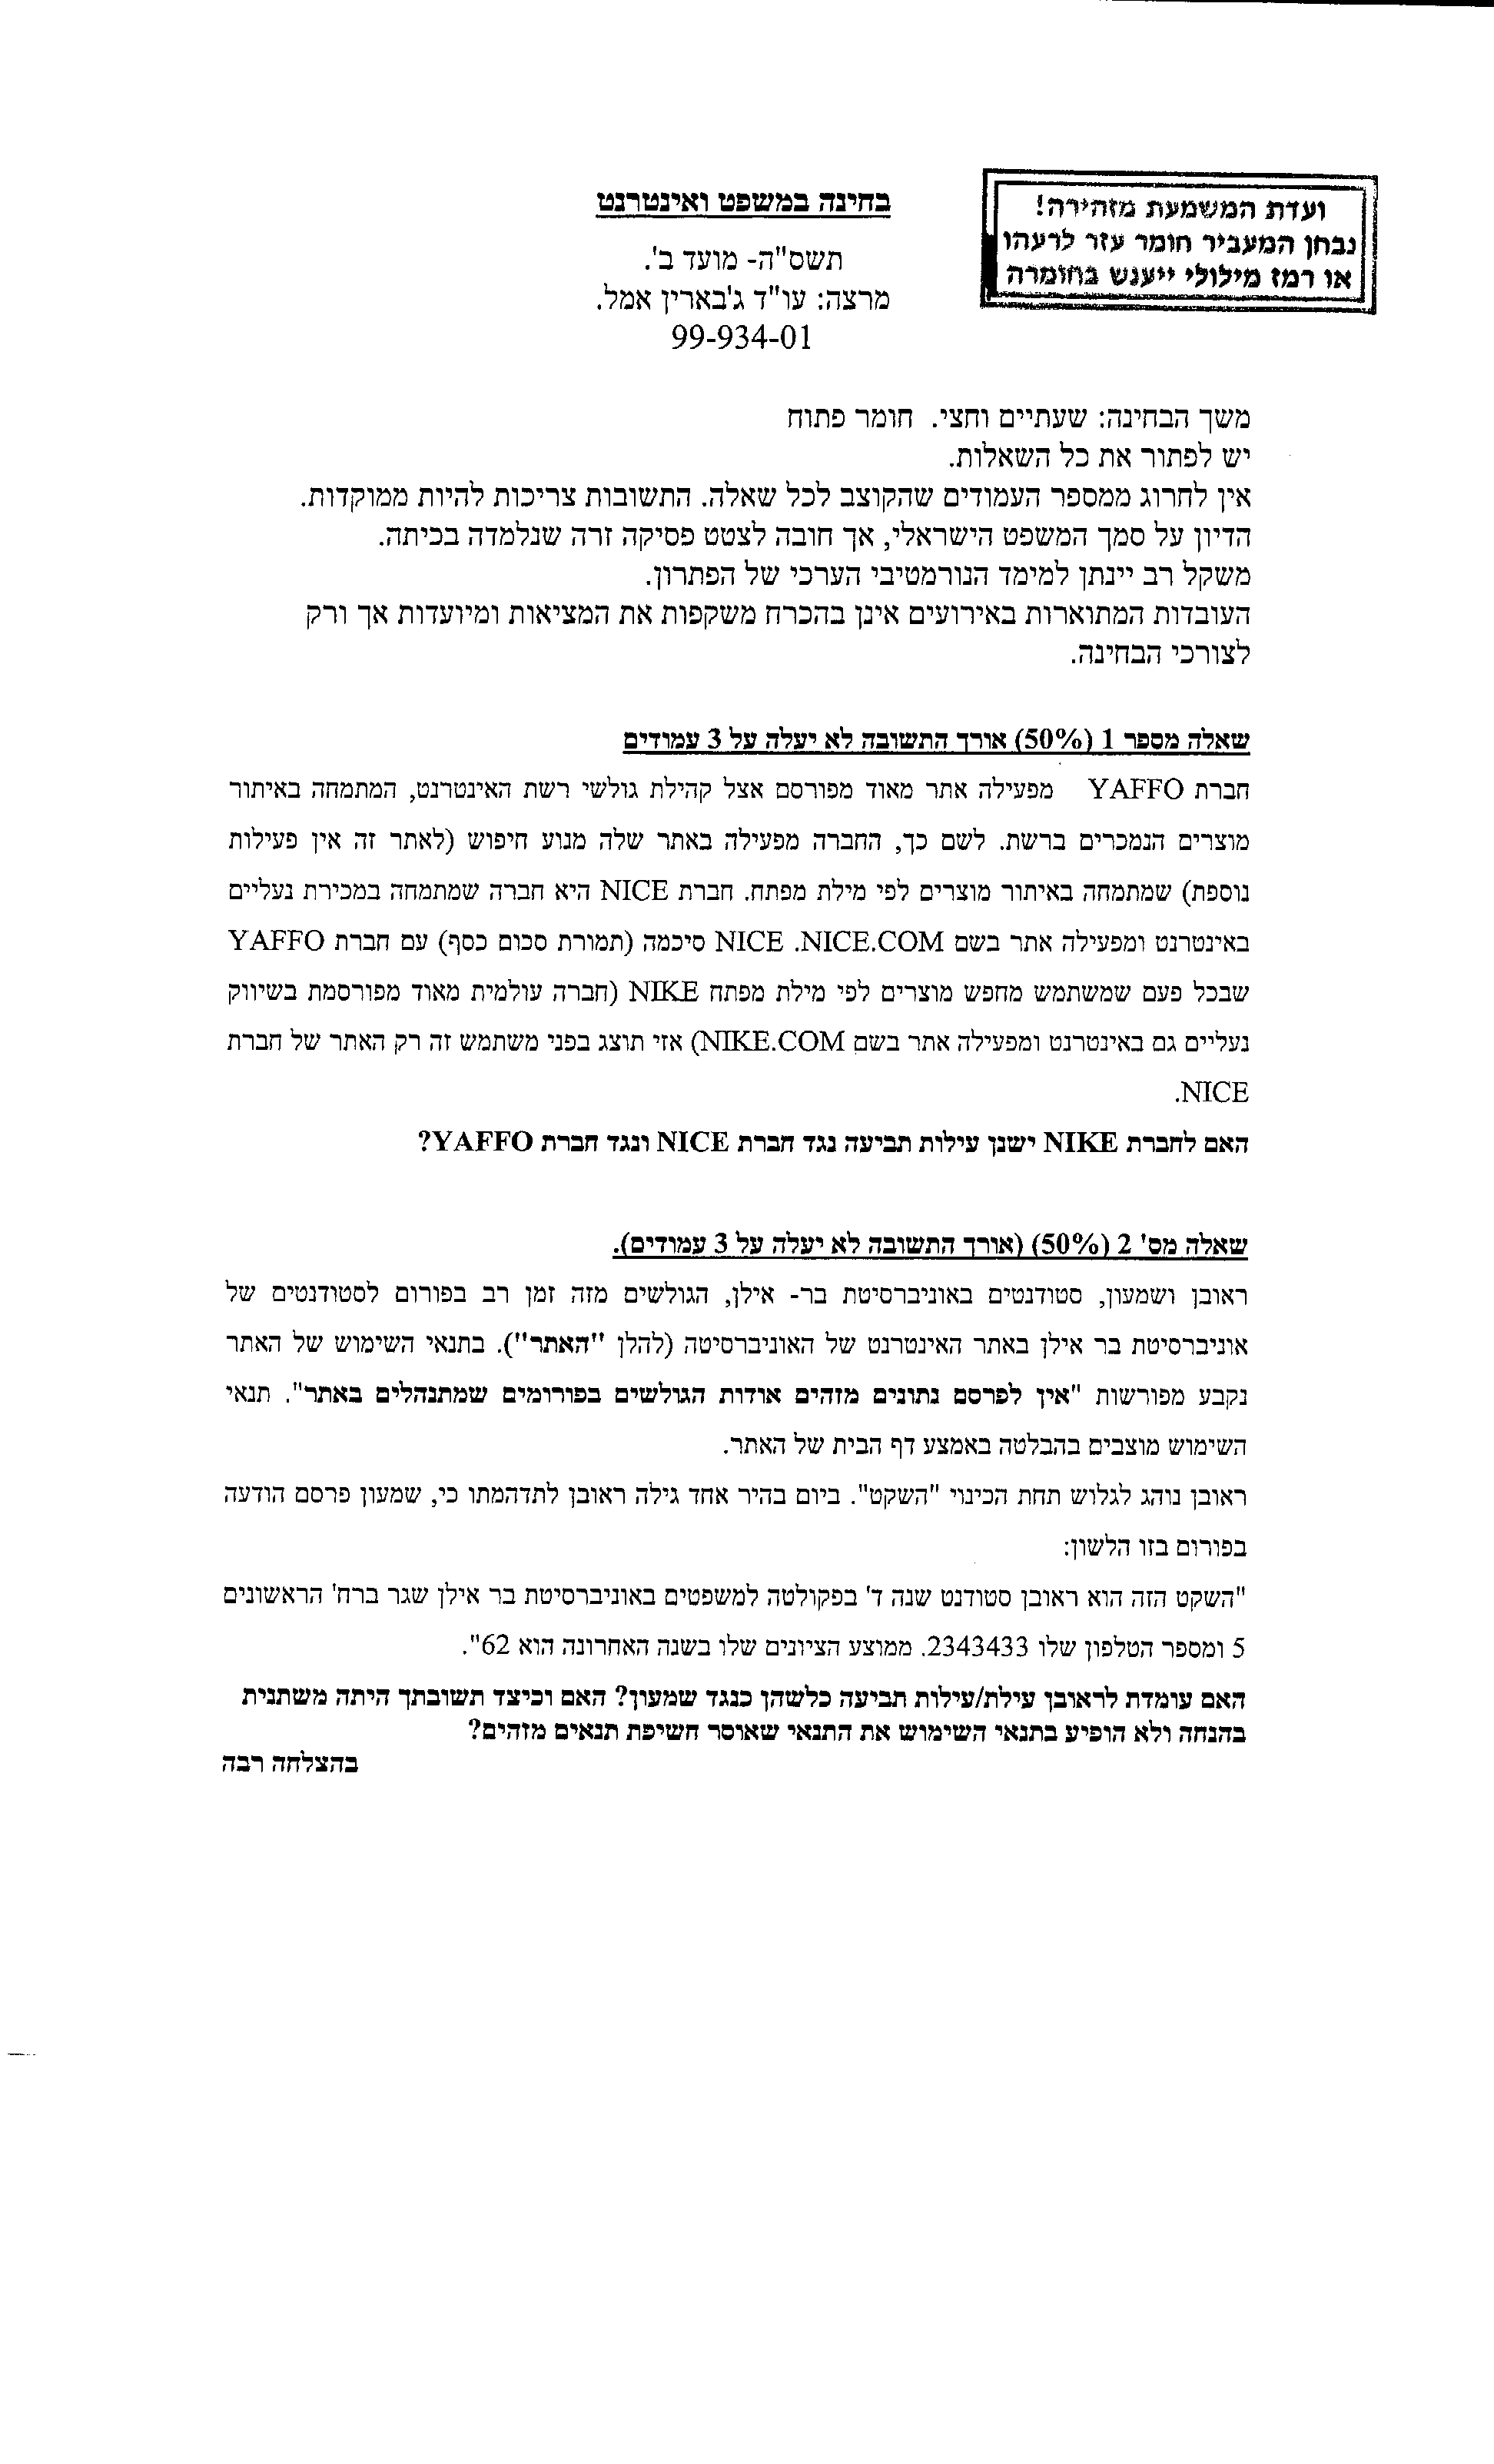 ועדת המשמעת מזהירה!
נבחן המעביר חומר עזר לרעהו
או רמז מילולי ייענש בחומרה
בחינה במשפט ואינטרנט
תשס"ה- מועד ב'.
מרצה: עו"ד ג'בארין אמל.
99-934-01
משך הבחינה: שעתיים וחצי. חומר פתוח
יש לפתור את כל השאלות.
אין לחרוג ממספר העמודים שהקוצב לכל שאלה. התשובות צריכות להיות ממוקדות.
הדיון על סמך המשפט הישראלי, אך חובה לצטט פסיקה זרה שנלמדה בכיתה.
משקל רב יינתן למימד הנורמטיבי הערכי של הפתרון.
העובדות המתוארות באירועים אינן בהכרח משקפות את המציאות ומיועדות אך ורק
לצורכי הבחינה.
שאלה מספר 1 (50%) אורך התשובה לא יעלה על 3 עמודים
חברת YAFFO מפעילה אתר מאוד מפורסם אצל קהילת גולשי רשת האינטרנט, המתמחה באיתור
מוצרים הנמכרים ברשת. לשם כך, החברה מפעילה באתר שלה מנוע חיפוש (לאתר זה אין פעילות
נוספת) שמתמחה באיתור מוצרים לפי מילת מפתח. חברת NICE היא חברה שמתמחה במכירת נעליים
באינטרנט ומפעילה אתר בשם NICE.COM. NICE סיכמה (תמורת סכום כסף) עם חברת YAFFO
שבכל פעם שמשתמש מחפש מוצרים לפי מילת מפתח NIKE (חברה עולמית מאוד מפורסמת בשיווק
נעליים גם באינטרנט ומפעילה אתר בשם NIKE.COM) אזי תוצג בפני משתמש זה רק האתר של חברת
NICE.
האם לחברת NIKE ישנן עילות תביעה נגד חברת NICE ונגד חברת YAFFO?
שאלה מס' 2 (50%) (אורך התשובה לא יעלה על 3 עמודים).
ראובן ושמעון, סטודנטים באוניברסיטת בר- אילן, הגולשים מזה זמן רב בפורום לסטודנטים של
אוניברסיטת בר אילן באתר האינטרנט של האוניברסיטה (להלן "האתר"). בתנאי השימוש של האתר
נקבע מפורשות "אין לפרסם נתונים מזהים אודות הגולשים בפורומים שמתנהלים באתר". תנאי
השימוש מוצבים בהבלטה באמצע דף הבית של האתר.
ראובן נוהג לגלוש תחת הכינוי "השקט". ביום בהיר אחד גילה ראובן לתדהמתו כי, שמעון פרסם הודעה
בפורום בזו הלשון:
"השקט הזה הוא ראובן סטודנט שנה ד' בפקולטה למשפטים באוניברסיטת בר אילן שגר ברח' הראשונים
5 ומספר הטלפון שלו 2343433. ממוצע הציונים שלו בשנה האחרונה הוא 62".
האם עומדת לראובן עילת/עילות תביעה כלשהן כנגד שמעון? האם וכיצד תשובתך היתה משתנית
בהנחה ולא הופיע בתנאי השימוש את התנאי שאוסר חשיפת תנאים מזהים?
בהצלחה רבה